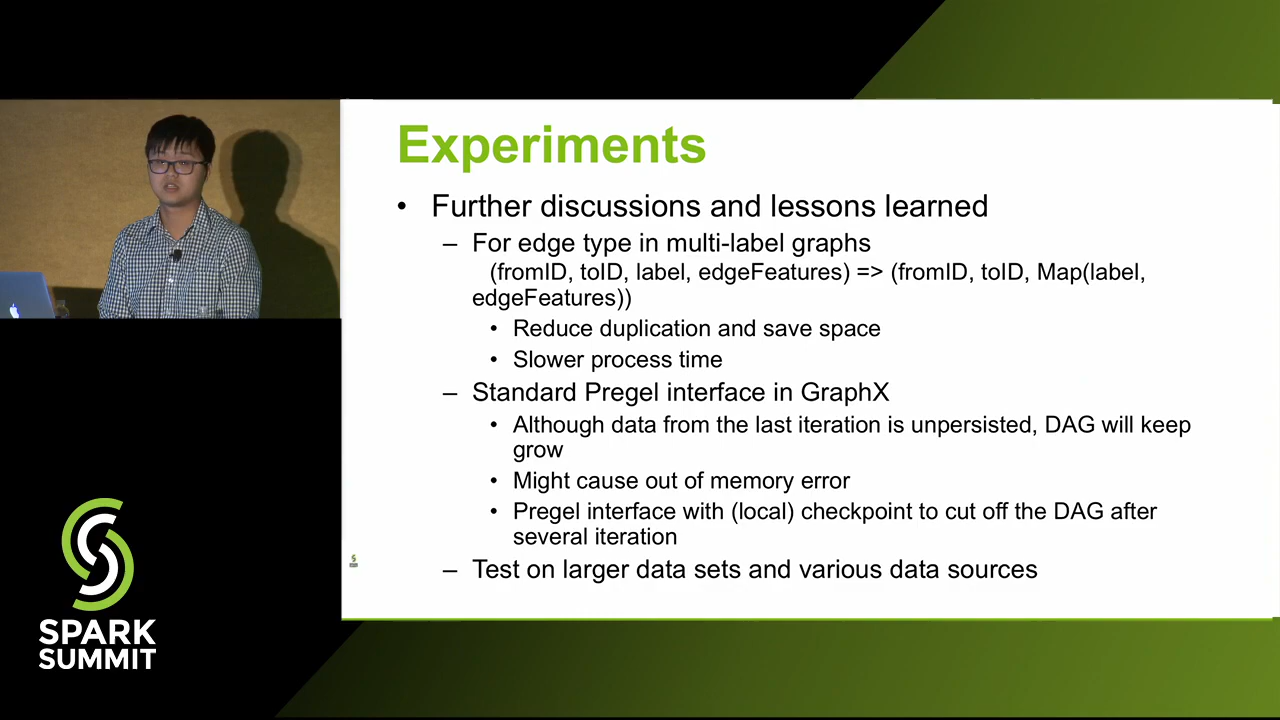 Experiments
• Further discussions and lessons learned
– For edge type in multi-label graphs
(fromID, toID, label, edgeFeatures) => (fromID, toID, Map(label,
edgeFeatures))
• Reduce duplication and save space
• Slower process time
– Standard Pregel interface in GraphX
• Although data from the last iteration is unpersisted, DAG will keep
grow
• Might cause out of memory error
• Pregel interface with (local) checkpoint to cut off the DAG after
several iteration
– Test on larger data sets and various data sources
SPARK
SUMMIT